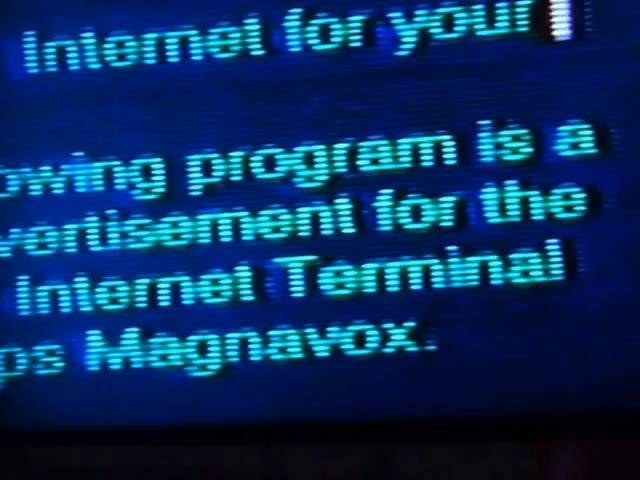 Internet for your
owing program is a
vertisement for the
Internet Terminal
ps Magnavox.